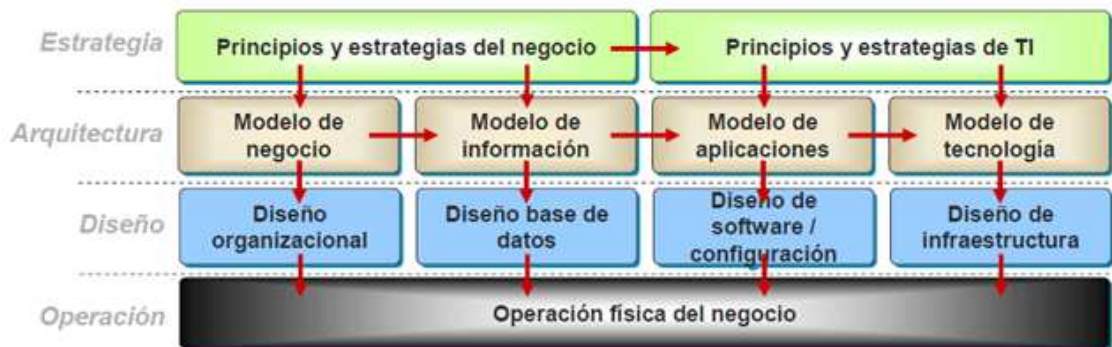 Estrategia
Principios y estrategias del negocio
Principios y estrategias de TI
Arquitectura
Modelo de
negocio
Modelo de
información
Modelo de
aplicaciones
Modelo de
tecnología
Diseño
Diseño
organizacional
Diseño base de
datos
Diseño de
software /
configuración
Diseño de
infraestructura
Operación
Operación física del negocio